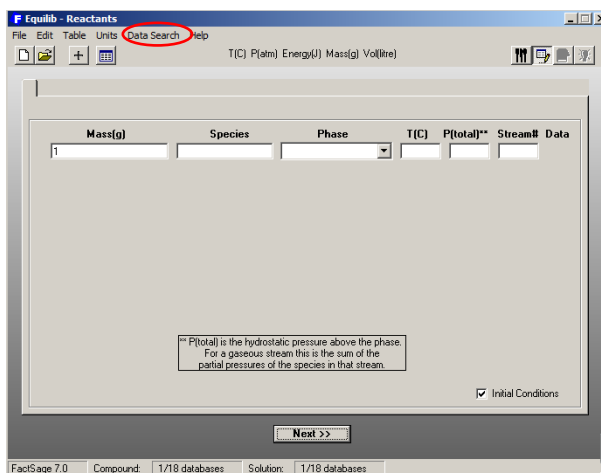 F Equilib - Reactants
File Edit Table Units Data Search Help
T(C) P(atm) Energy(J) Mass(g) Vol(litre)
Mass(g) Species Phase T(C) P(total)** Stream# Data
1
** P(total) is the hydrostatic pressure above the phase.
For a gaseous stream this is the sum of the
partial pressures of the species in that stream.
Initial Conditions
Next >>
FactSage 7.0 Compound: 1/18 databases Solution: 1/18 databases